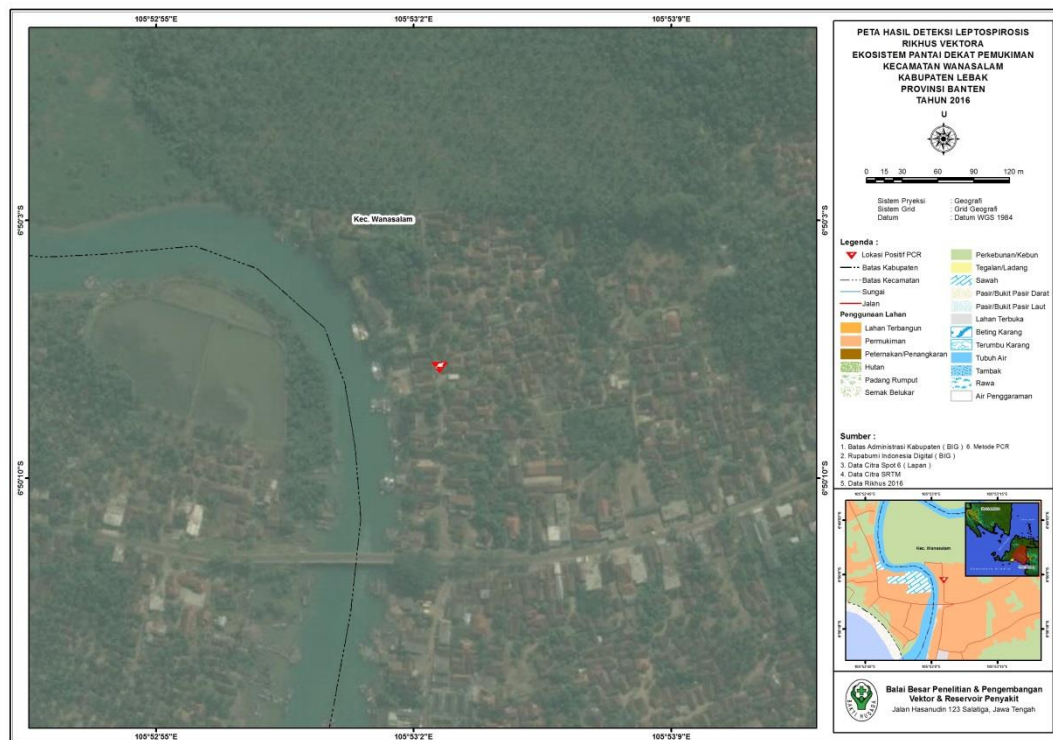 105°52'55"E 105°53'2"E 105°53'9"E
6°50'3"S
6°50'10"S
Kec. Wanasalam
6°50'3"S
6°50'10"S
105°52'55"E 105°53'2"E 105°53'9"E
PETA HASIL DETEKSI LEPTOSPIROSIS
RIKHUS VEKTORA
EKOSISTEM PANTAI DEKAT PEMUKIMAN
KECAMATAN WANASALAM
KABUPATEN LEBAK
PROVINSI BANTEN
TAHUN 2016
U
0 15 30 60 90 120 m
Sistem Pryeksi : Geografi
Sistem Grid : Grid Geografi
Datum : Datum WGS 1984
Legenda :
Lokasi Positif PCR
Batas Kabupaten
Batas Kecamatan
Sungai
Jalan
Penggunaan Lahan
Lahan Terbangun
Permukiman
Peternakan/Penangkaran
Hutan
Padang Rumput
Semak Belukar
Perkebunan/Kebun
Tegalan/Ladang
Sawah
Pasir/Bukit Pasir Darat
Pasir/Bukit Pasir Laut
Lahan Terbuka
Beting Karang
Terumbu Karang
Tubuh Air
Tambak
Rawa
Air Penggaraman
Sumber :
1. Batas Administrasi Kabupaten ( BIG ) 6. Metode PCR
2. Rupabumi Indonesia Digital ( BIG )
3. Data Citra Spot 6 ( Lapan )
4. Data Citra SRTM
5. Data Rikhus 2016
Kec. Wanasalam
BAKTI HUSADA
Balai Besar Penelitian & Pengembangan
Vektor & Reservoir Penyakit
Jalan Hasanudin 123 Salatiga, Jawa Tengah